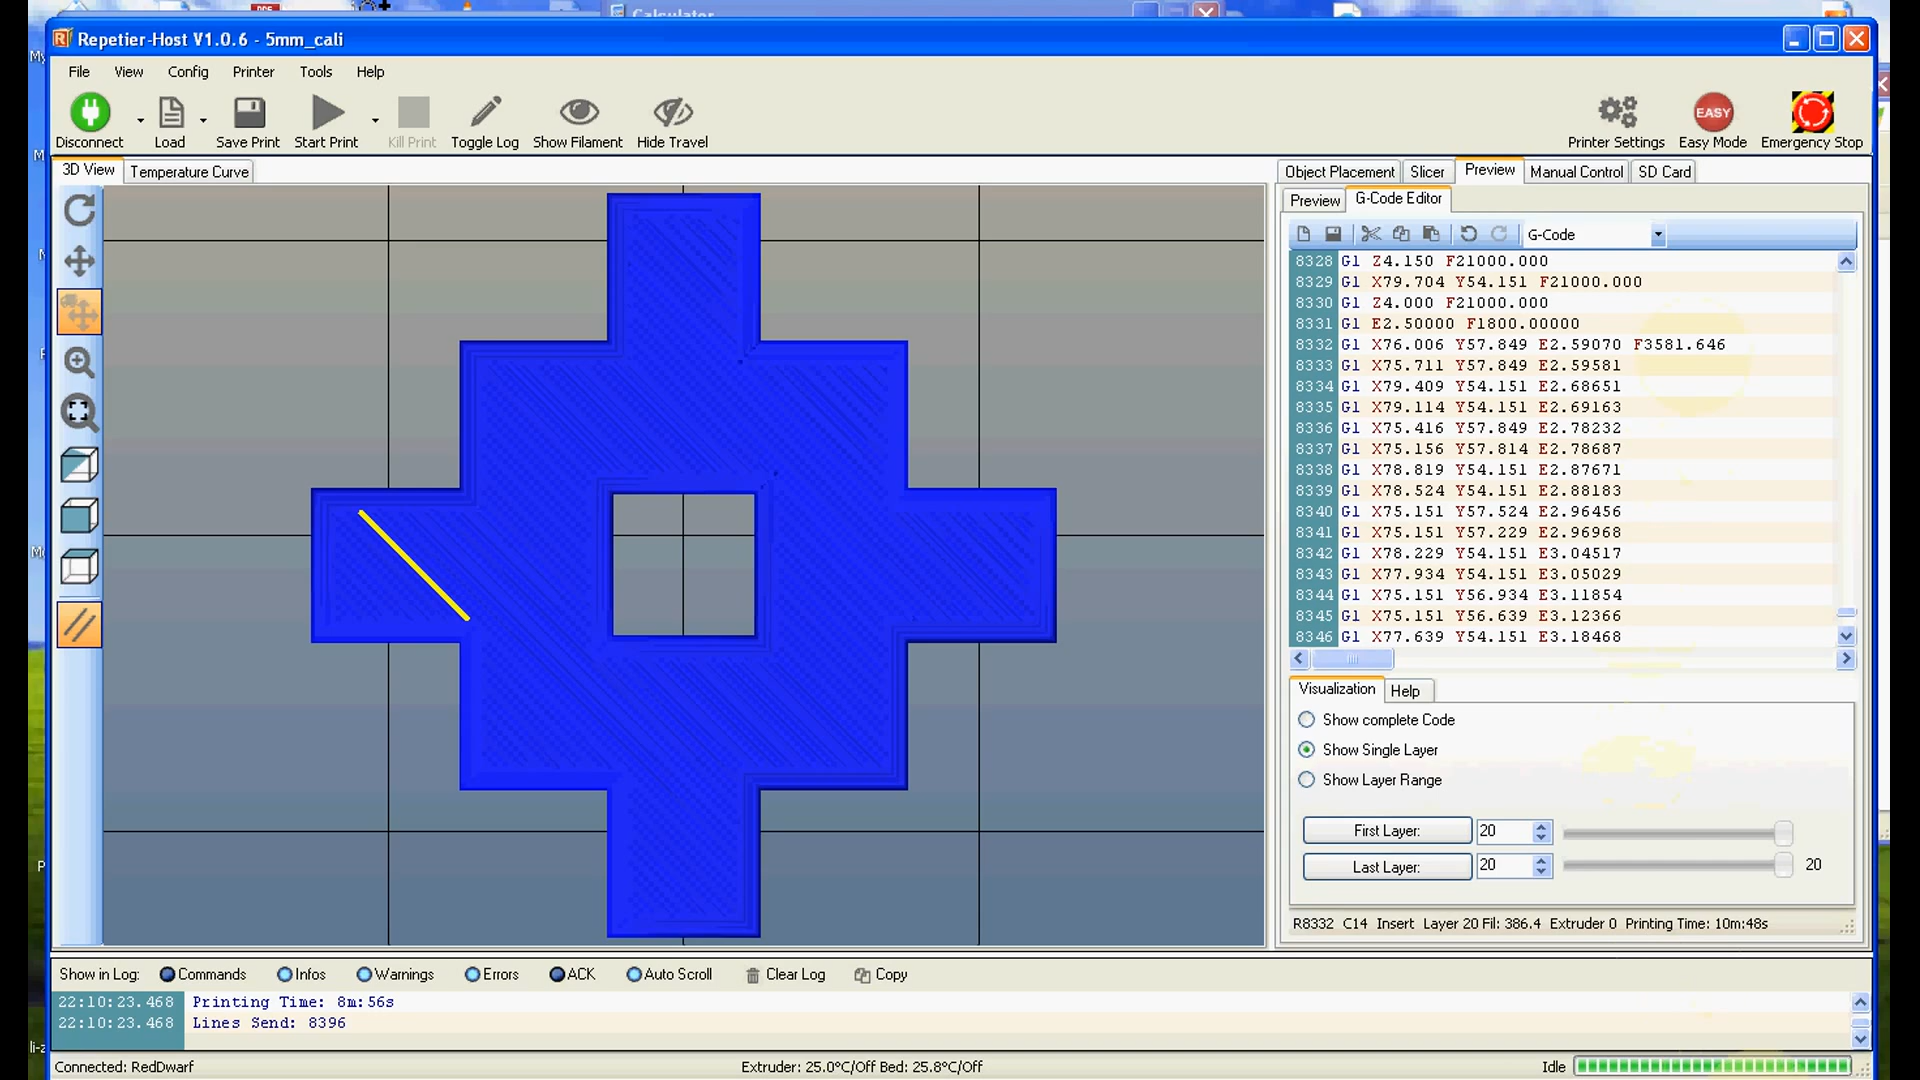 Calculator
Repetier-Host V1.0.6 - 5mm_cali
File View Config Printer Tools Help
Disconnect Load Save Print Start Print Kill Print Toggle Log Show Filament Hide Travel
EASY
Printer Settings Easy Mode Emergency Stop
3D View Temperature Curve
Object Placement Slicer Preview Manual Control SD Card
Preview G-Code Editor
G-Code
8328 G1 Z4.150 F21000.000
8329 G1 X79.704 Y54.151 F21000.000
8330 G1 Z4.000 F21000.000
8331 G1 E2.50000 F1800.00000
8332 G1 X76.006 Y57.849 E2.59070 F3581.646
8333 G1 X75.711 Y57.849 E2.59581
8334 G1 X79.409 Y54.151 E2.68651
8335 G1 X79.114 Y54.151 E2.69163
8336 G1 X75.416 Y57.849 E2.78232
8337 G1 X75.156 Y57.814 E2.78687
8338 G1 X78.819 Y54.151 E2.87671
8339 G1 X78.524 Y54.151 E2.88183
8340 G1 X75.151 Y57.524 E2.96456
8341 G1 X75.151 Y57.229 E2.96968
8342 G1 X78.229 Y54.151 E3.04517
8343 G1 X77.934 Y54.151 E3.05029
8344 G1 X75.151 Y56.934 E3.11854
8345 G1 X75.151 Y56.639 E3.12366
8346 G1 X77.639 Y54.151 E3.18468
Visualization Help
Show complete Code
Show Single Layer
Show Layer Range
First Layer: 20
Last Layer: 20 20
R8332 C14 Insert Layer 20 Fil: 386.4 Extruder 0 Printing Time: 10m:48s
Show in Log: Commands Infos Warnings Errors ACK Auto Scroll Clear Log Copy
22:10:23.468 Printing Time: 8m:56s
22:10:23.468 Lines Send: 8396
Connected: RedDwarf Extruder: 25.0°C/Off Bed: 25.8°C/Off Idle